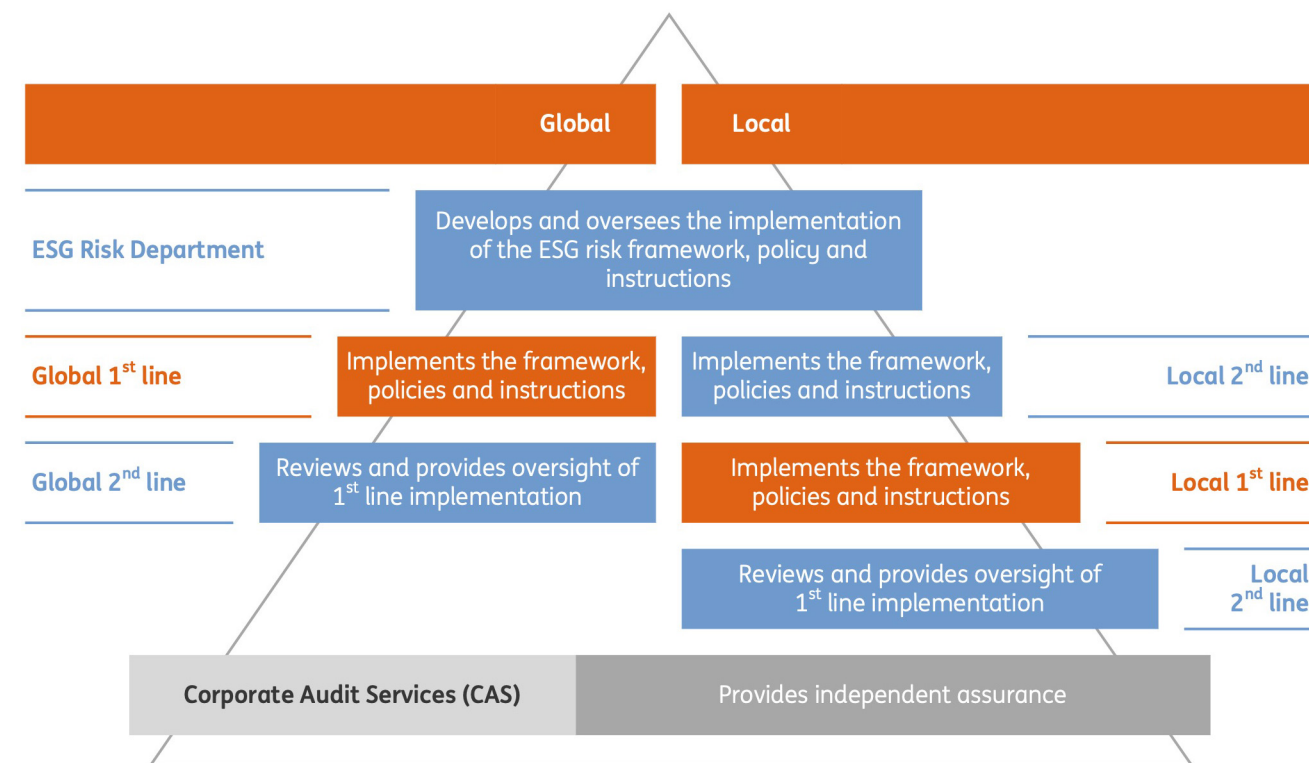 Global
Local
ESG Risk Department
Develops and oversees the implementation
of the ESG risk framework, policy and
instructions
Global 1st line
Implements the framework,
policies and instructions
Implements the framework,
policies and instructions
Local 2nd line
Global 2nd line
Reviews and provides oversight of
1st line implementation
Implements the framework,
policies and instructions
Local 1st line
Reviews and provides oversight of
1st line implementation
Local
2nd line
Corporate Audit Services (CAS)
Provides independent assurance